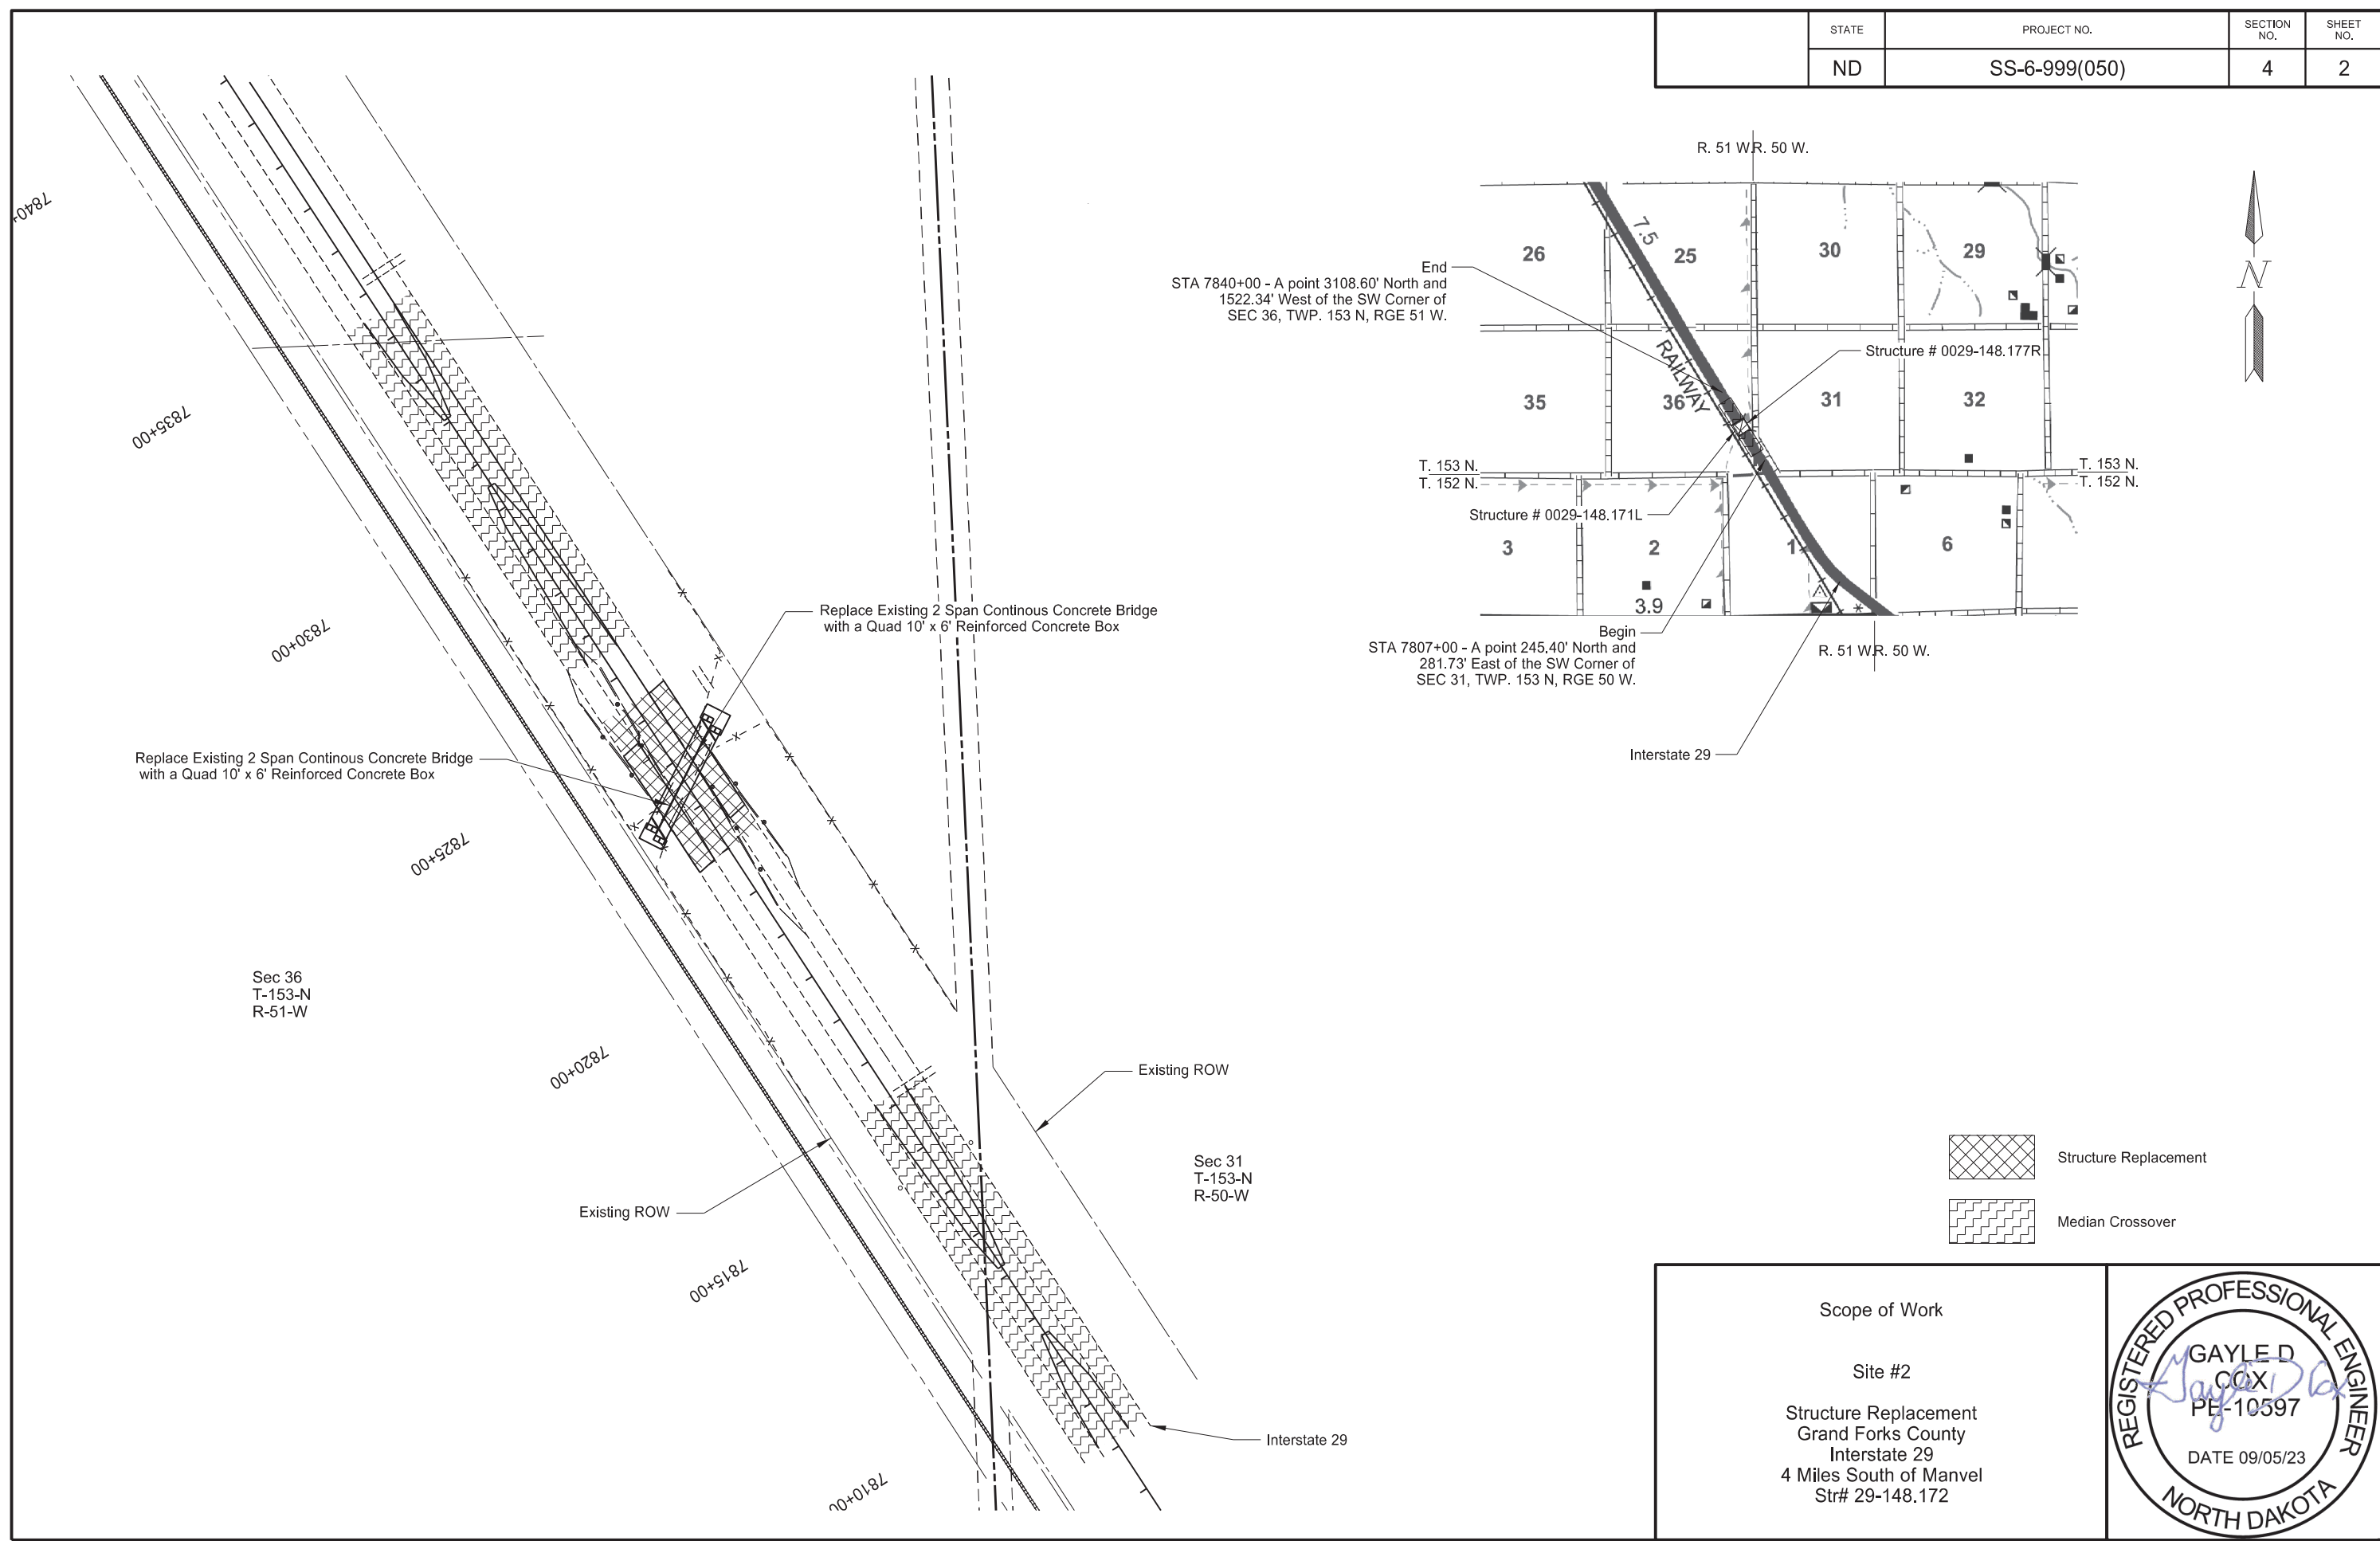 STATE
PROJECT NO.
SECTION NO.
SHEET NO.
ND
SS-6-999(050)
4
2
R. 51 W. R. 50 W.
26
7.5
25
30
29
End
STA 7840+00 - A point 3108.60' North and
1522.34' West of the SW Corner of
SEC 36, TWP. 153 N, RGE 51 W.
N
RAILWAY
Structure # 0029-148.177R
35
36
31
32
T. 153 N.
T. 152 N.
T. 153 N.
T. 152 N.
Structure # 0029-148.171L
3
2
1
6
3.9
Begin
STA 7807+00 - A point 245.40' North and
281.73' East of the SW Corner of
SEC 31, TWP. 153 N, RGE 50 W.
R. 51 W. R. 50 W.
Interstate 29
7840+
7835+00
7830+00
7825+00
7820+00
7815+00
7810+00
Replace Existing 2 Span Continous Concrete Bridge
with a Quad 10' x 6' Reinforced Concrete Box
Replace Existing 2 Span Continous Concrete Bridge
with a Quad 10' x 6' Reinforced Concrete Box
Sec 36
T-153-N
R-51-W
Existing ROW
Sec 31
T-153-N
R-50-W
Existing ROW
Interstate 29
Structure Replacement
Median Crossover
Scope of Work
Site #2
Structure Replacement
Grand Forks County
Interstate 29
4 Miles South of Manvel
Str# 29-148.172
REGISTERED PROFESSIONAL ENGINEER
GAYLE D
COX
PE-10597
Gayle D Cox
DATE 09/05/23
NORTH DAKOTA